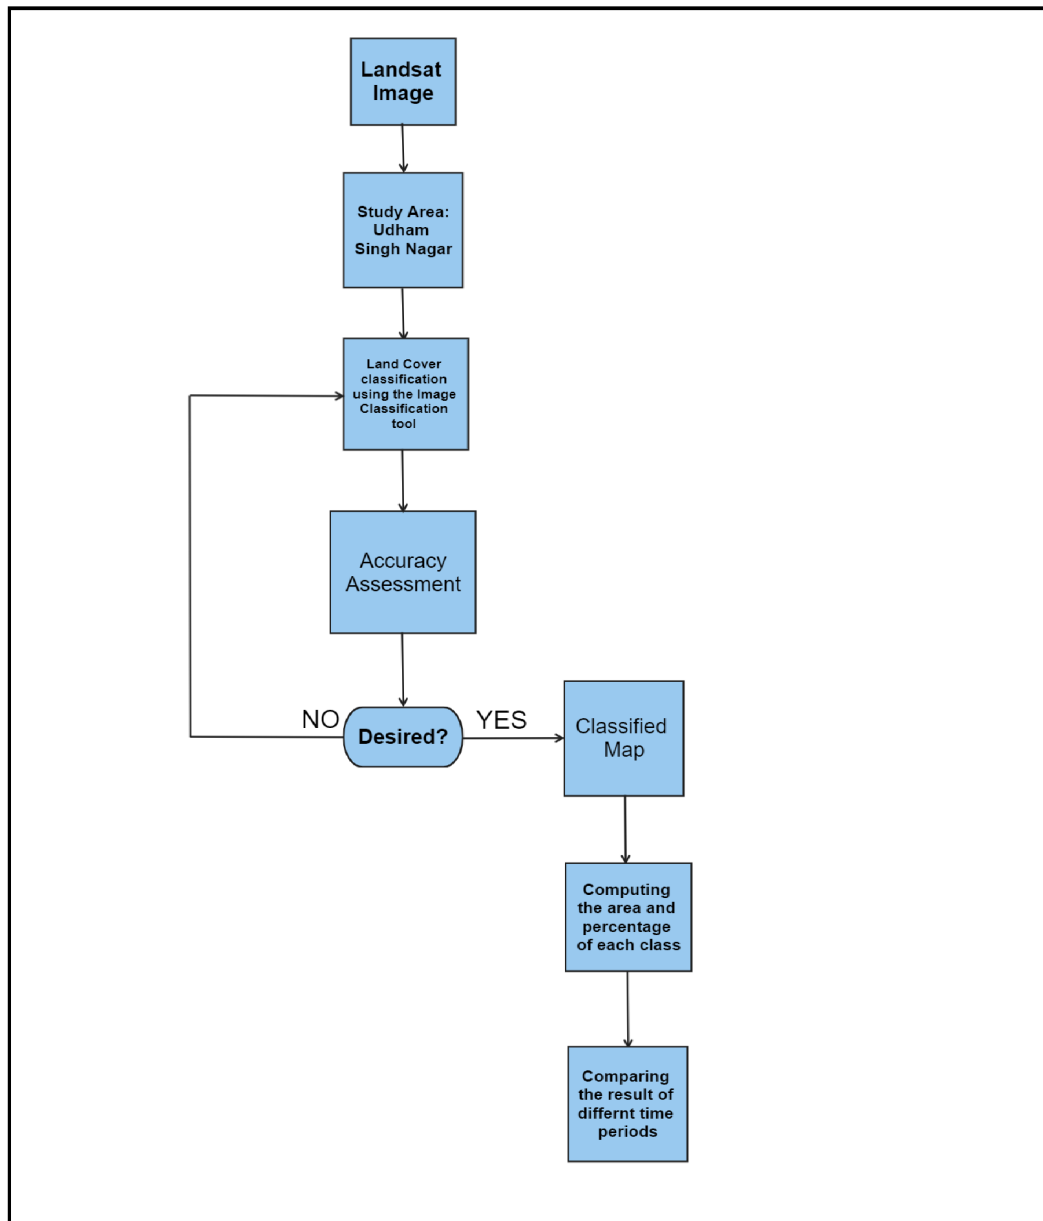 Landsat
Image
Study Area:
Udham
Singh Nagar
Land Cover
classification
using the Image
Classification
tool
Accuracy
Assessment
NO
Desired?
YES
Classified
Map
Computing
the area and
percentage
of each class
Comparing
the result of
differnt time
periods